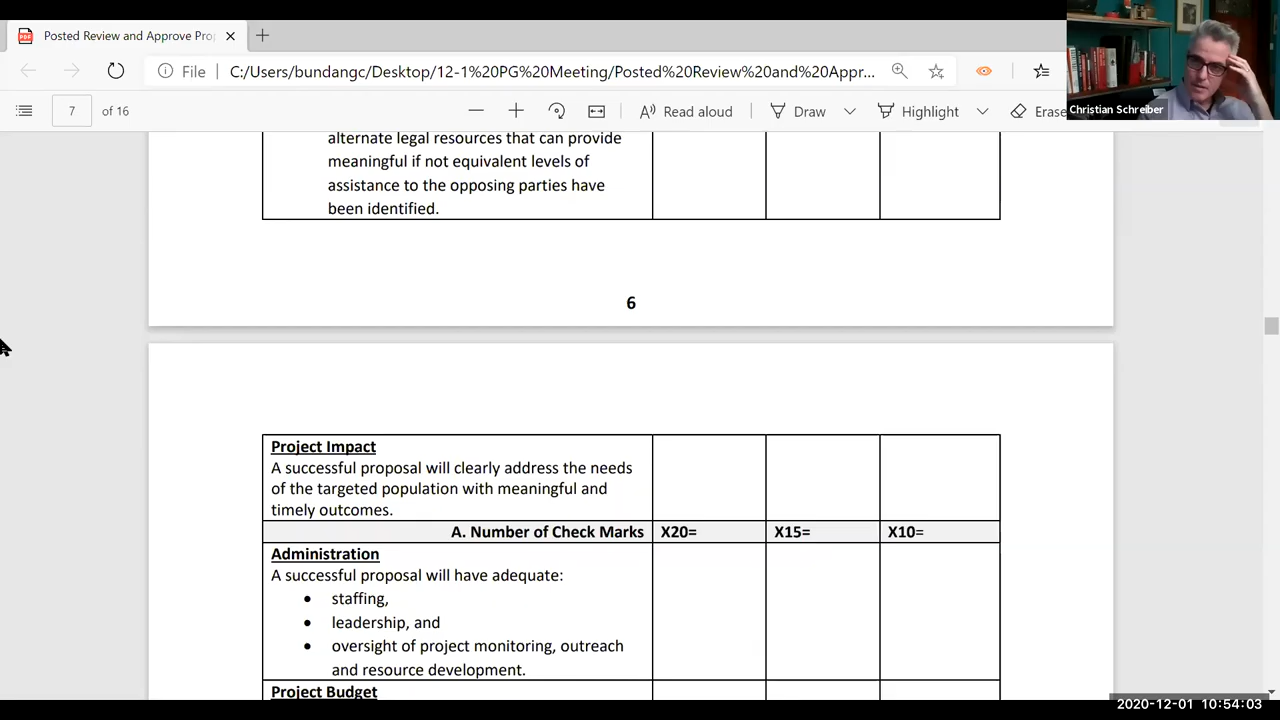 Posted Review and Approve Pro
File C:/Users/bundangc/Desktop/12-1%20PG%20Meeting/Posted%20Review%20and%20Appr...
7 of 16
Read aloud
Draw
Highlight
Erase
Christian Schreiber
alternate legal resources that can provide
meaningful if not equivalent levels of
assistance to the opposing parties have
been identified.
6
Project Impact
A successful proposal will clearly address the needs
of the targeted population with meaningful and
timely outcomes.
A. Number of Check Marks X20= X15= X10=
Administration
A successful proposal will have adequate:
• staffing,
• leadership, and
• oversight of project monitoring, outreach
and resource development.
Project Budget
2020-12-01 10:54:03